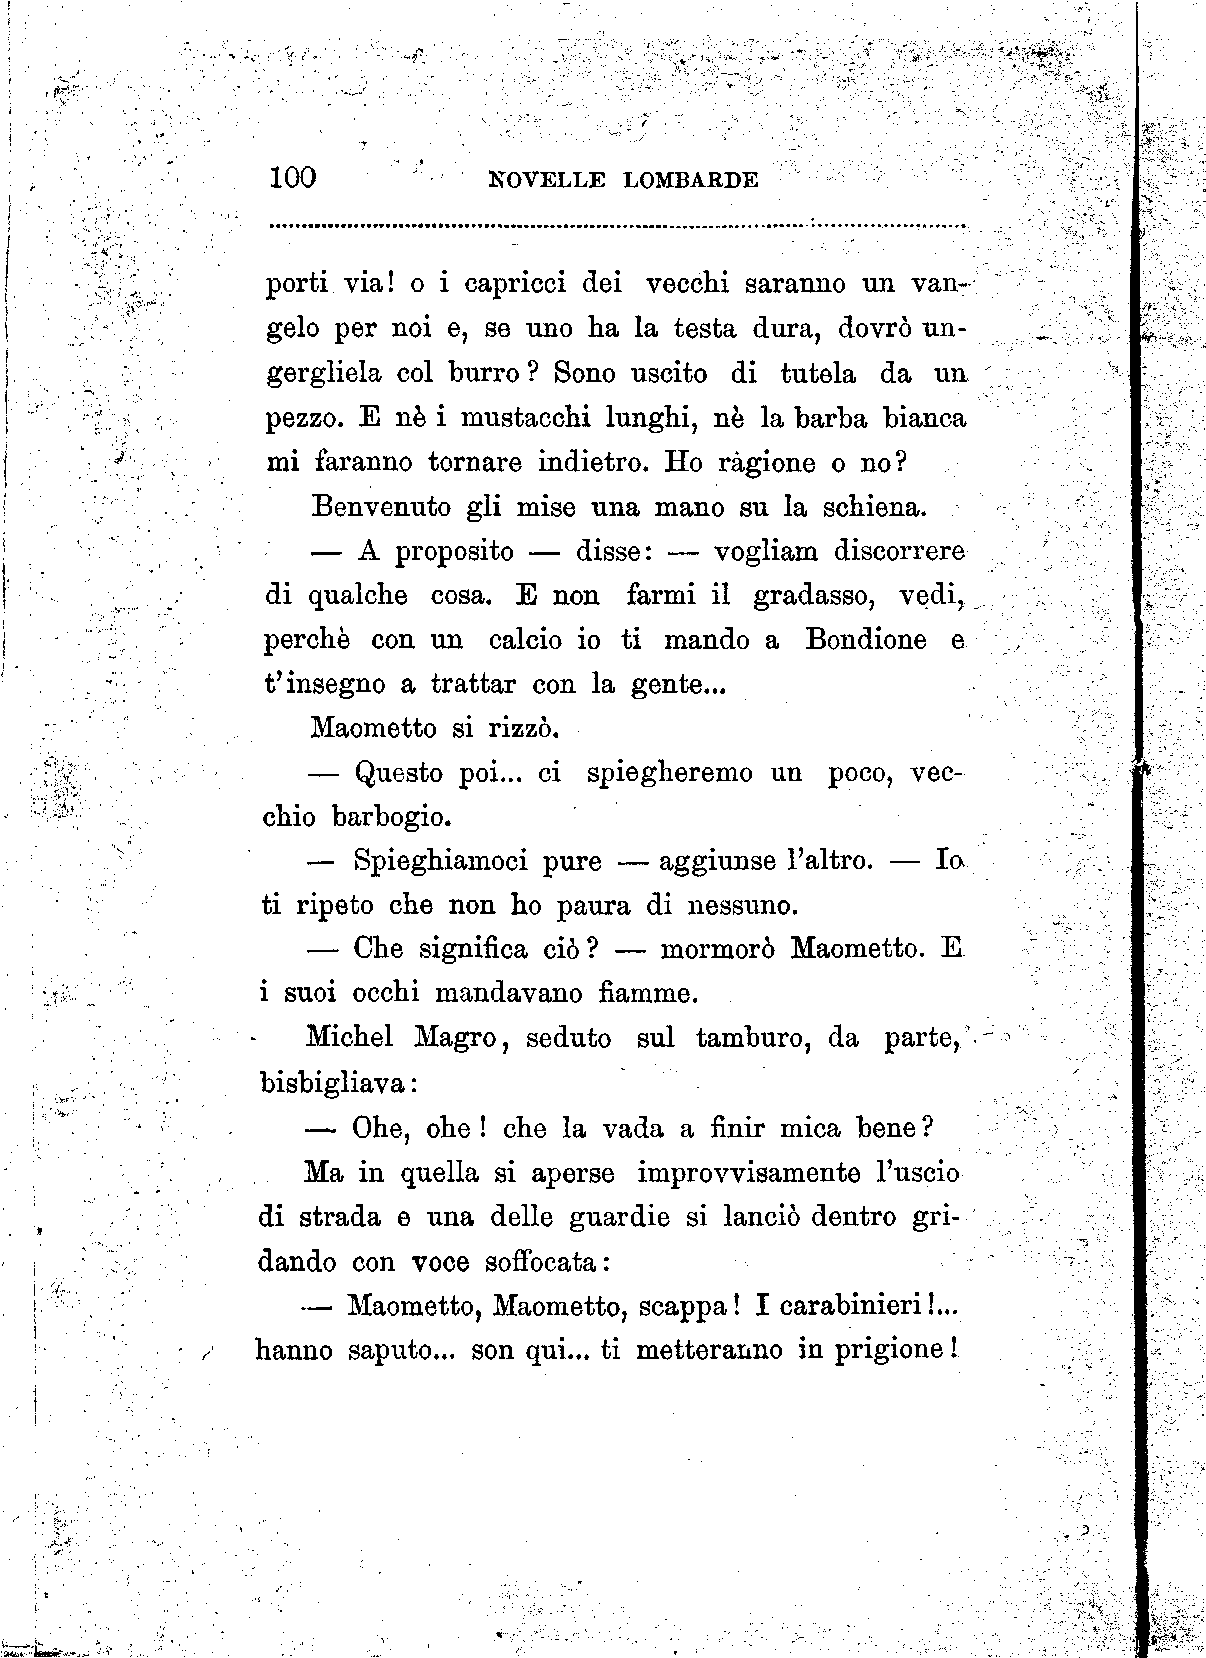 100 NOVELLE LOMBARDE
porti via! o i capricci dei vecchi saranno un van-
gelo per noi e, se uno ha la testa dura, dovrò un-
gergliela col burro? Sono uscito di tutela da un
pezzo. E nè i mustacchi lunghi, nè la barba bianca
mi faranno tornare indietro. Ho ragione o no?
Benvenuto gli mise una mano su la schiena.
— A proposito — disse: — vogliam discorrere
di qualche cosa. E non farmi il gradasso, vedi,
perchè con un calcio io ti mando a Bondione e
t'insegno a trattar con la gente...
Maometto si rizzò.
— Questo poi... ci spiegheremo un poco, vec-
chio barbogio.
— Spieghiamoci pure — aggiunse l'altro. — Io
ti ripeto che non ho paura di nessuno.
— Che significa ciò? — mormorò Maometto. E
i suoi occhi mandavano fiamme.
Michel Magro, seduto sul tamburo, da parte,
bisbigliava:
— Ohe, ohe! che la vada a finir mica bene?
Ma in quella si aperse improvvisamente l'uscio
di strada e una delle guardie si lanciò dentro gri-
dando con voce soffocata:
— Maometto, Maometto, scappa! I carabinieri!...
hanno saputo... son qui... ti metteranno in prigione!